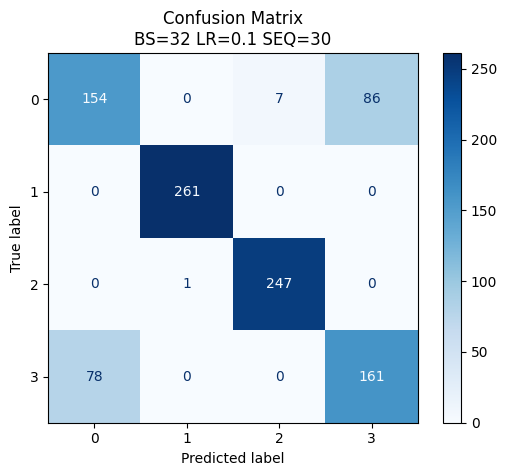 Confusion Matrix
BS=32 LR=0.1 SEQ=30
0 154 0 7 86
1 0 261 0 0
2 0 1 247 0
3 78 0 0 161
0 1 2 3
Predicted label
True label
250
200
150
100
50
0